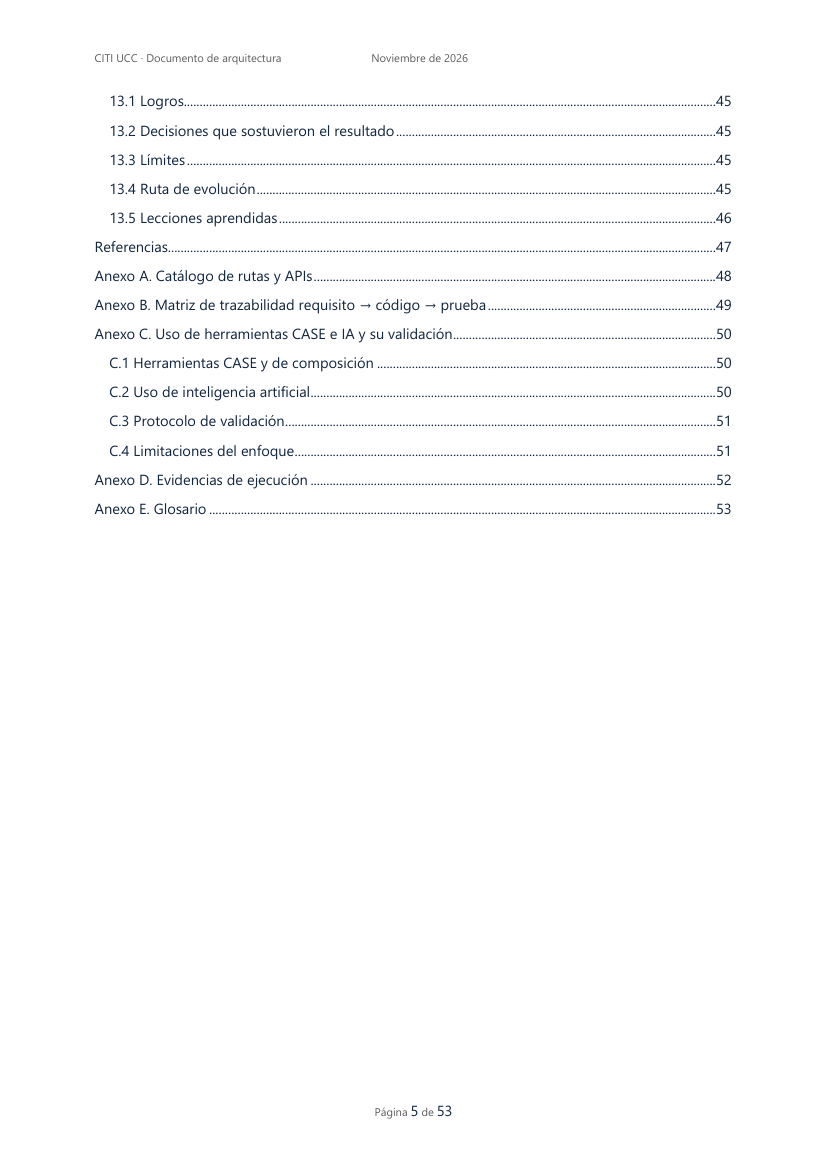 CITI UCC · Documento de arquitectura Noviembre de 2026
13.1 Logros 45
13.2 Decisiones que sostuvieron el resultado 45
13.3 Límites 45
13.4 Ruta de evolución 45
13.5 Lecciones aprendidas 46
Referencias 47
Anexo A. Catálogo de rutas y APIs 48
Anexo B. Matriz de trazabilidad requisito → código → prueba 49
Anexo C. Uso de herramientas CASE e IA y su validación 50
C.1 Herramientas CASE y de composición 50
C.2 Uso de inteligencia artificial 50
C.3 Protocolo de validación 51
C.4 Limitaciones del enfoque 51
Anexo D. Evidencias de ejecución 52
Anexo E. Glosario 53
Página 5 de 53